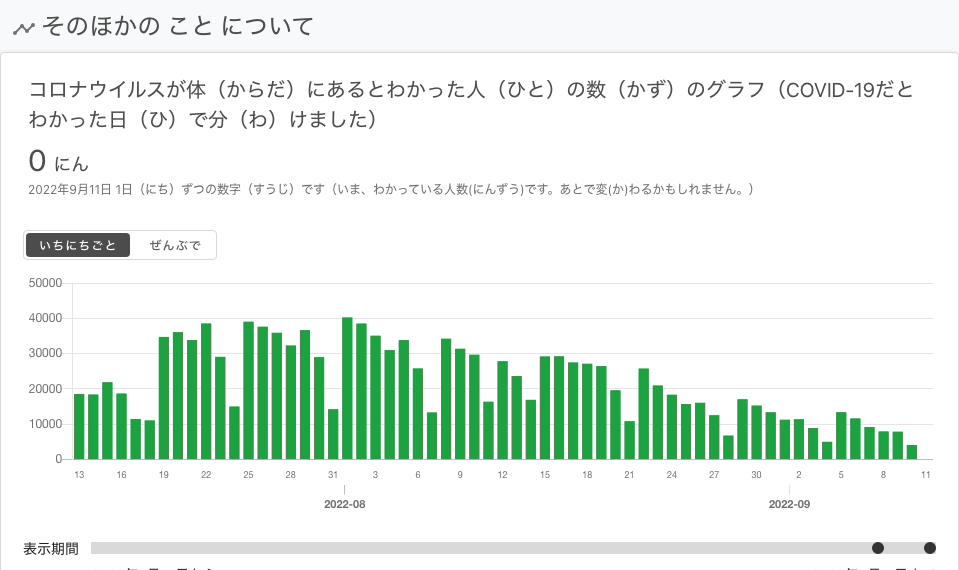 そのほかの こと について
コロナウイルスが体（からだ）にあるとわかった人（ひと）の数（かず）のグラフ（COVID-19だと
わかった日（ひ）で分（わ）けました）
0 にん
2022年9月11日 1日（にち）ずつの数字（すうじ）です（いま、わかっている人数(にんずう)です。あとで変(か)わるかもしれません。）
いちにちごと ぜんぶで
50000
40000
30000
20000
10000
0
13 16 19 22 25 28 31 3 6 9 12 15 18 21 24 27 30 2 5 8 11
2022-08 2022-09
表示期間